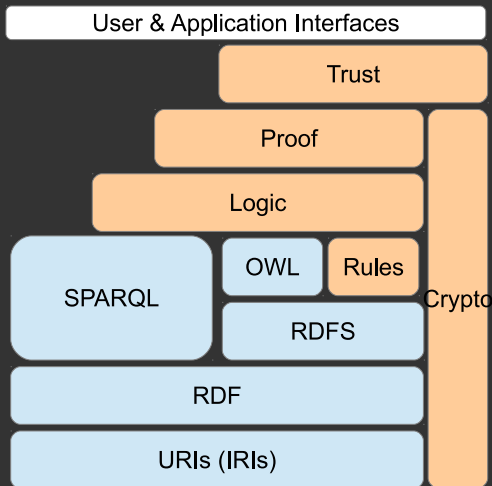 User & Application Interfaces
Trust
Proof
Logic
OWL
Rules
SPARQL
Crypto
RDFS
RDF
URIs (IRIs)